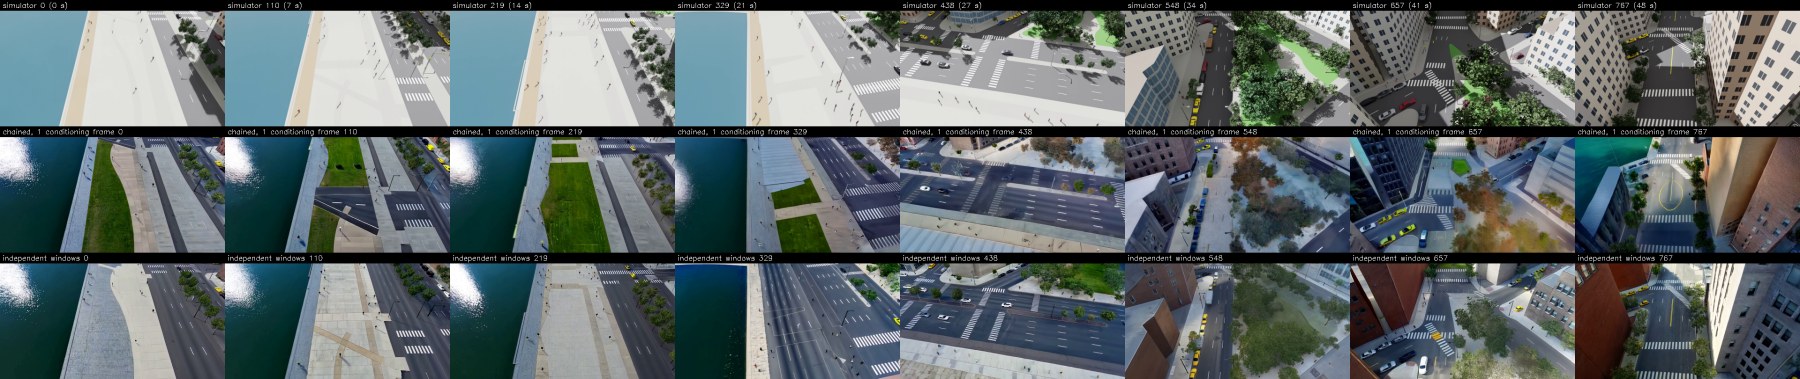 simulator 0 (0 s)
simulator 110 (7 s)
simulator 219 (14 s)
simulator 329 (21 s)
simulator 438 (27 s)
simulator 548 (34 s)
simulator 657 (41 s)
simulator 767 (48 s)
chained, 1 conditioning frame 0
chained, 1 conditioning frame 110
chained, 1 conditioning frame 219
chained, 1 conditioning frame 329
chained, 1 conditioning frame 438
chained, 1 conditioning frame 548
chained, 1 conditioning frame 657
chained, 1 conditioning frame 767
independent windows 0
independent windows 110
independent windows 219
independent windows 329
independent windows 438
independent windows 548
independent windows 657
independent windows 767